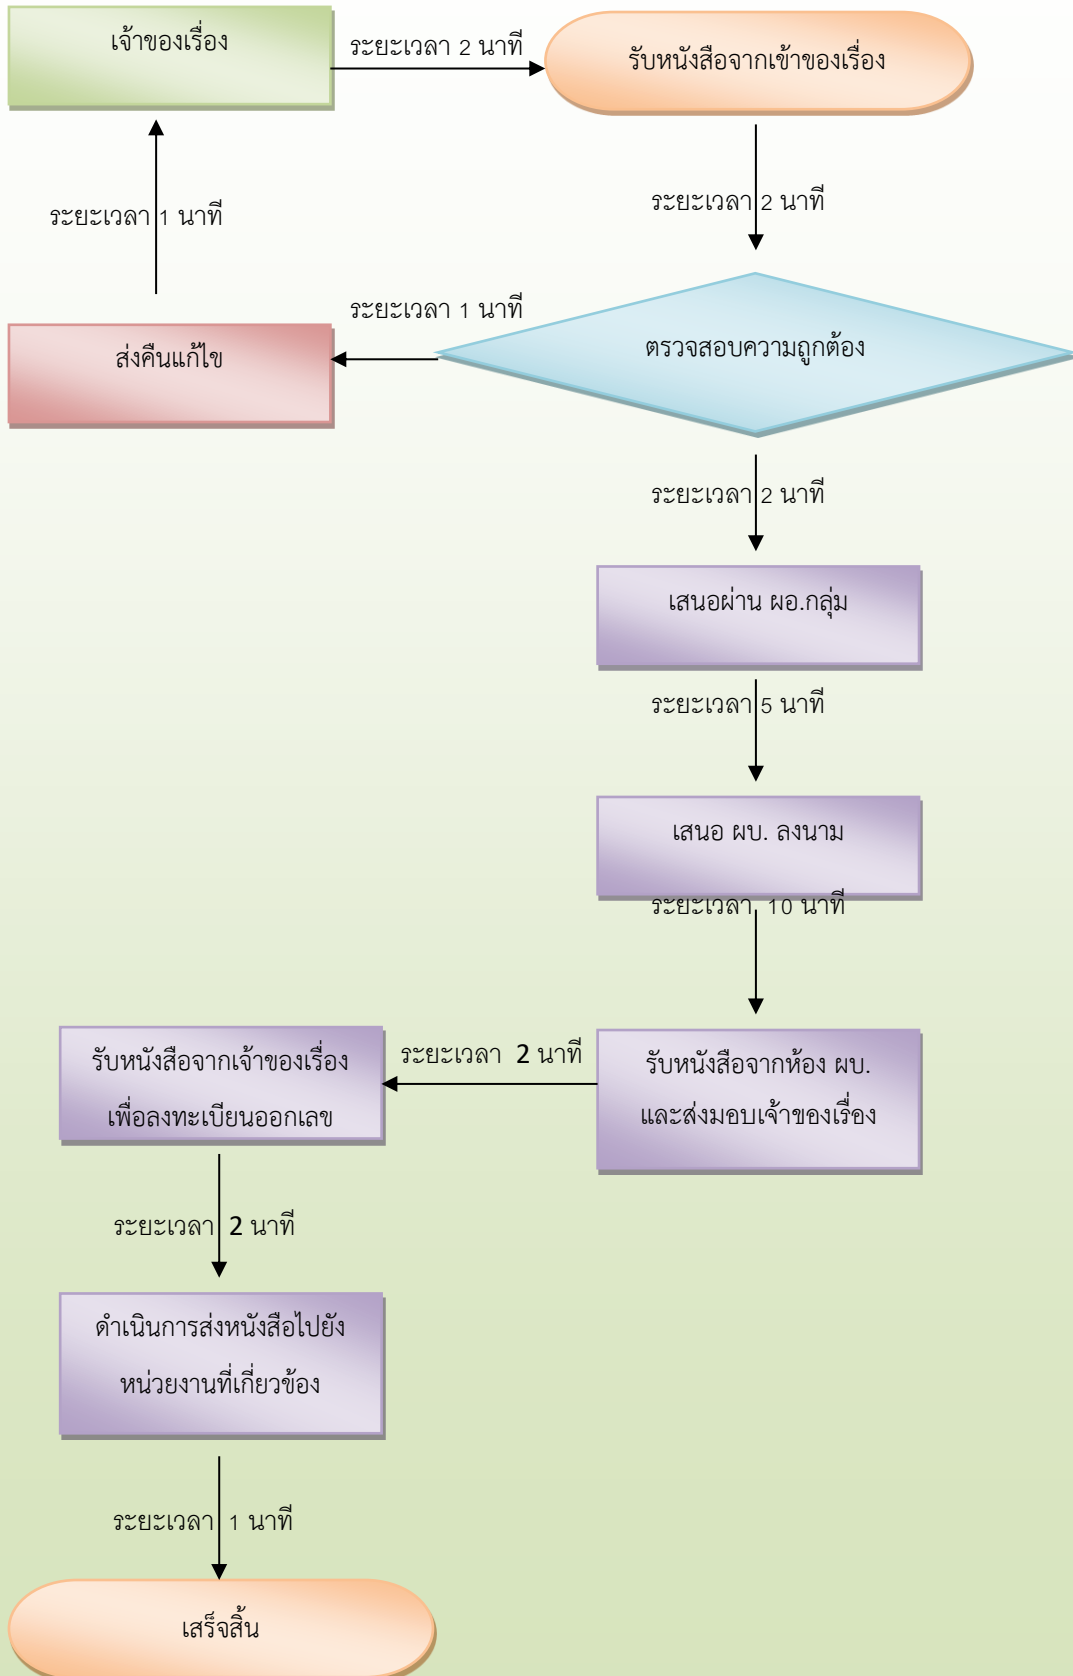 เจ้าของเรื่อง
ระยะเวลา 2 นาที
รับหนังสือจากเข้าของเรื่อง
ระยะเวลา 1 นาที
ระยะเวลา 2 นาที
ระยะเวลา 1 นาที
ส่งคืนแก้ไข
ตรวจสอบความถูกต้อง
ระยะเวลา 2 นาที
เสนอผ่าน ผอ.กลุ่ม
ระยะเวลา 5 นาที
เสนอ ผบ. ลงนาม
ระยะเวลา 10 นาที
รับหนังสือจากห้อง ผบ.
และส่งมอบเจ้าของเรื่อง
ระยะเวลา 2 นาที
รับหนังสือจากเจ้าของเรื่อง
เพื่อลงทะเบียนออกเลข
ระยะเวลา 2 นาที
ดำเนินการส่งหนังสือไปยัง
หน่วยงานที่เกี่ยวข้อง
ระยะเวลา 1 นาที
เสร็จสิ้น